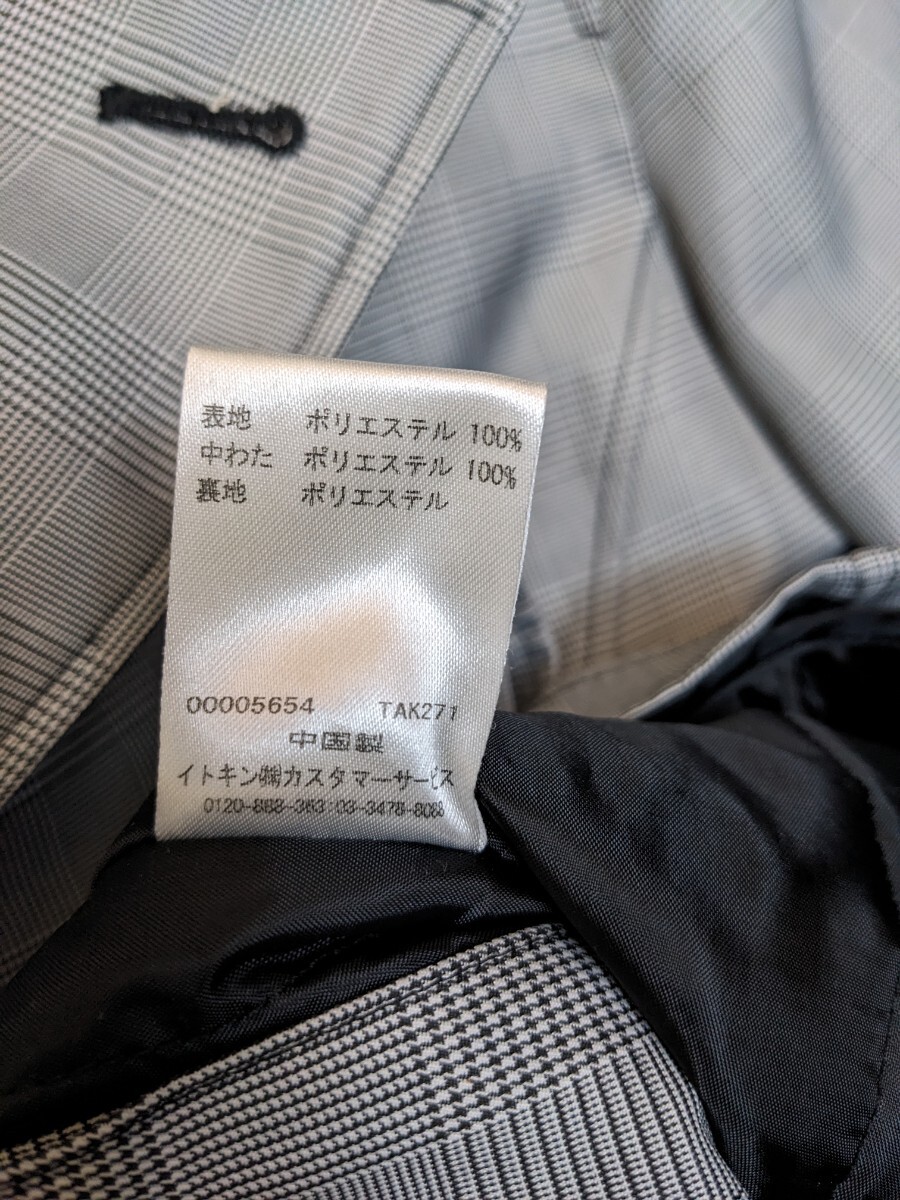 表地 ポリエステル 100%
中わた ポリエステル 100%
裏地 ポリエステル
00005654 TAK271
中国製
イトキン㈱カスタマーサービス
0120-888-363 03-3478-8088